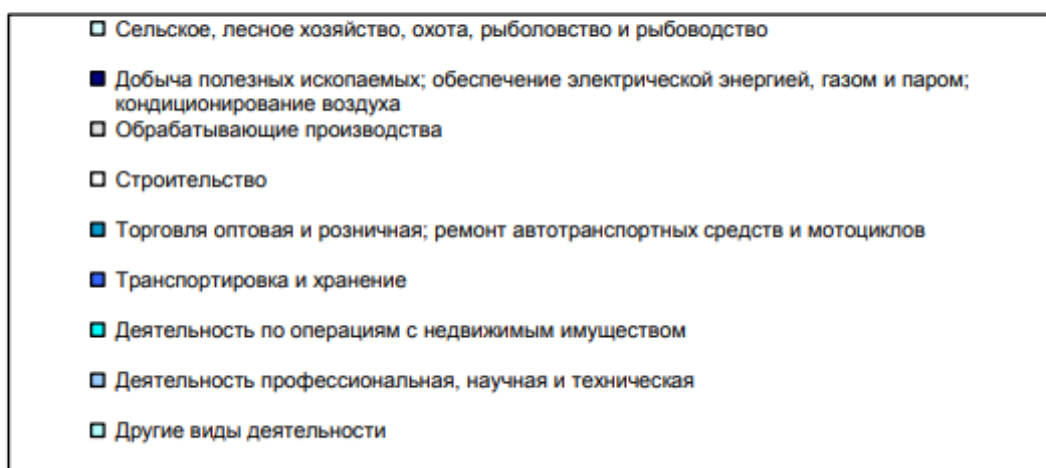 Сельское, лесное хозяйство, охота, рыболовство и рыбоводство
Добыча полезных ископаемых; обеспечение электрической энергией, газом и паром;
кондиционирование воздуха
Обрабатывающие производства
Строительство
Торговля оптовая и розничная; ремонт автотранспортных средств и мотоциклов
Транспортировка и хранение
Деятельность по операциям с недвижимым имуществом
Деятельность профессиональная, научная и техническая
Другие виды деятельности